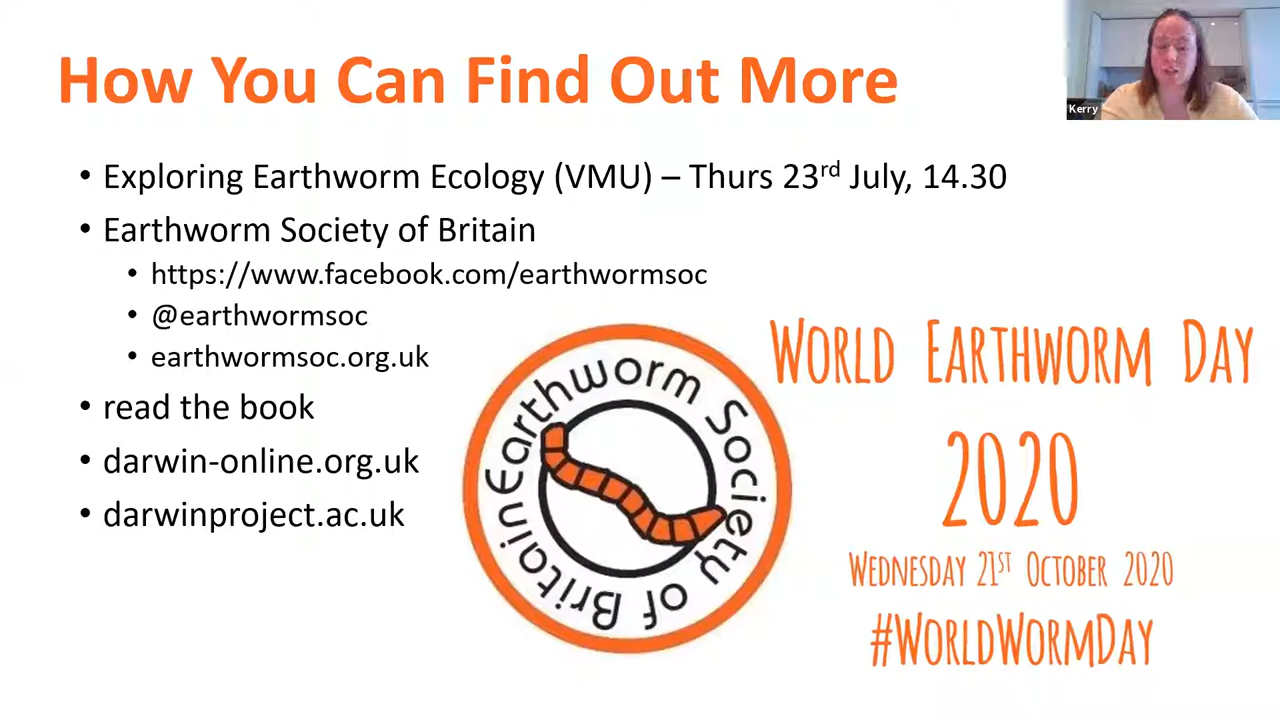 How You Can Find Out More
Kerry
• Exploring Earthworm Ecology (VMU) – Thurs 23rd July, 14.30
• Earthworm Society of Britain
• https://www.facebook.com/earthwormsoc
• @earthwormsoc
• earthwormsoc.org.uk
• read the book
• darwin-online.org.uk
• darwinproject.ac.uk
Earthworm Society of Britain
WORLD EARTHWORM DAY
2020
WEDNESDAY 21ST OCTOBER 2020
#WORLDWORMDAY